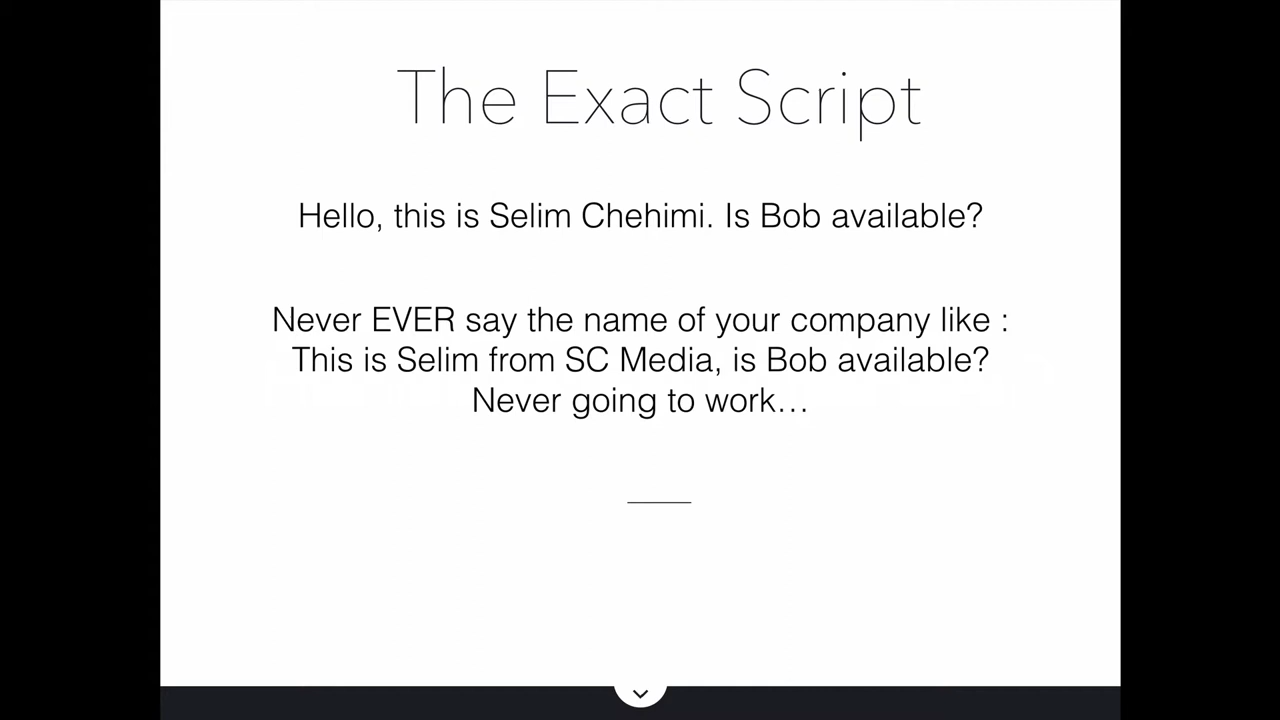 The Exact Script
Hello, this is Selim Chehimi. Is Bob available?
Never EVER say the name of your company like :
This is Selim from SC Media, is Bob available?
Never going to work…